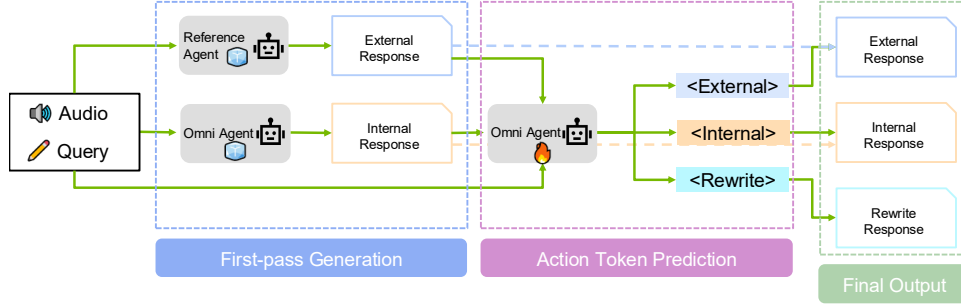 Audio
Query
Reference
Agent
External
Response
Omni Agent
Internal
Response
First-pass Generation
Omni Agent
<External>
<Internal>
<Rewrite>
Action Token Prediction
External
Response
Internal
Response
Rewrite
Response
Final Output